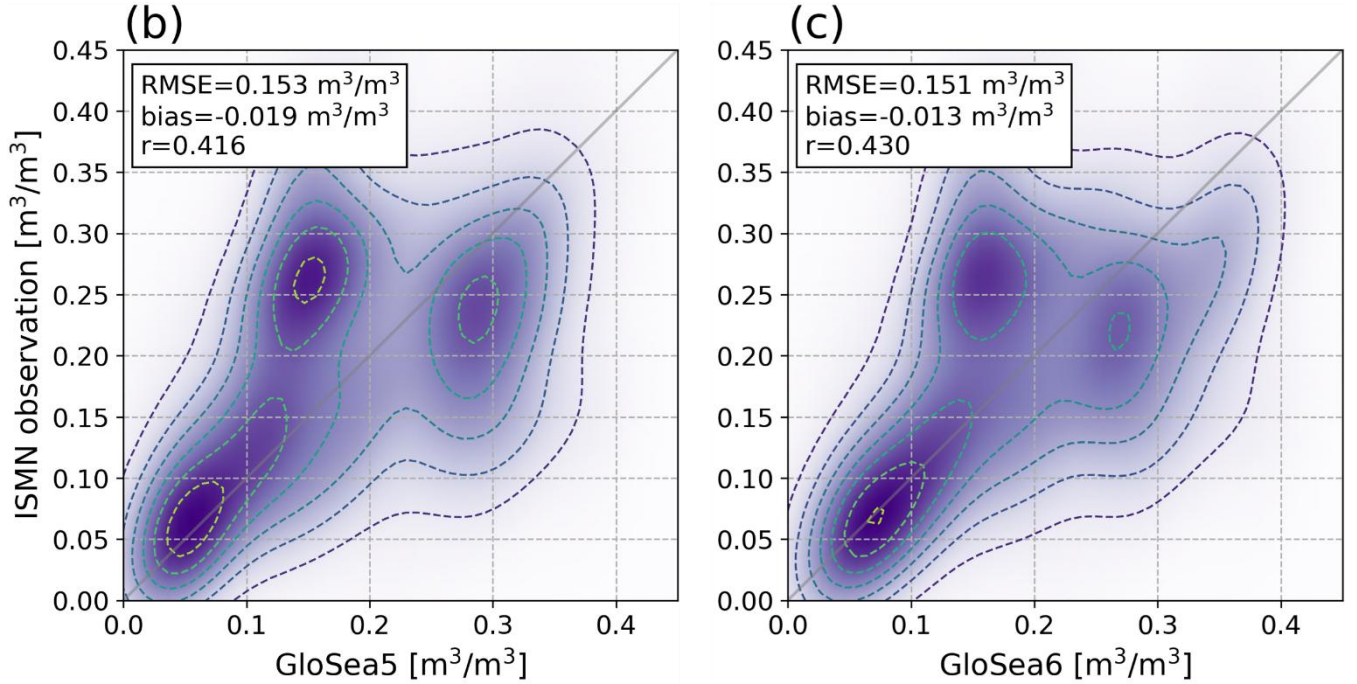 (b)
0.45
0.40
0.35
0.30
0.25
0.20
0.15
0.10
0.05
0.00
ISMN observation [m³/m³]
RMSE=0.153 m³/m³
bias=-0.019 m³/m³
r=0.416
0.0 0.1 0.2 0.3 0.4
GloSea5 [m³/m³]
(c)
0.45
0.40
0.35
0.30
0.25
0.20
0.15
0.10
0.05
0.00
RMSE=0.151 m³/m³
bias=-0.013 m³/m³
r=0.430
0.0 0.1 0.2 0.3 0.4
GloSea6 [m³/m³]